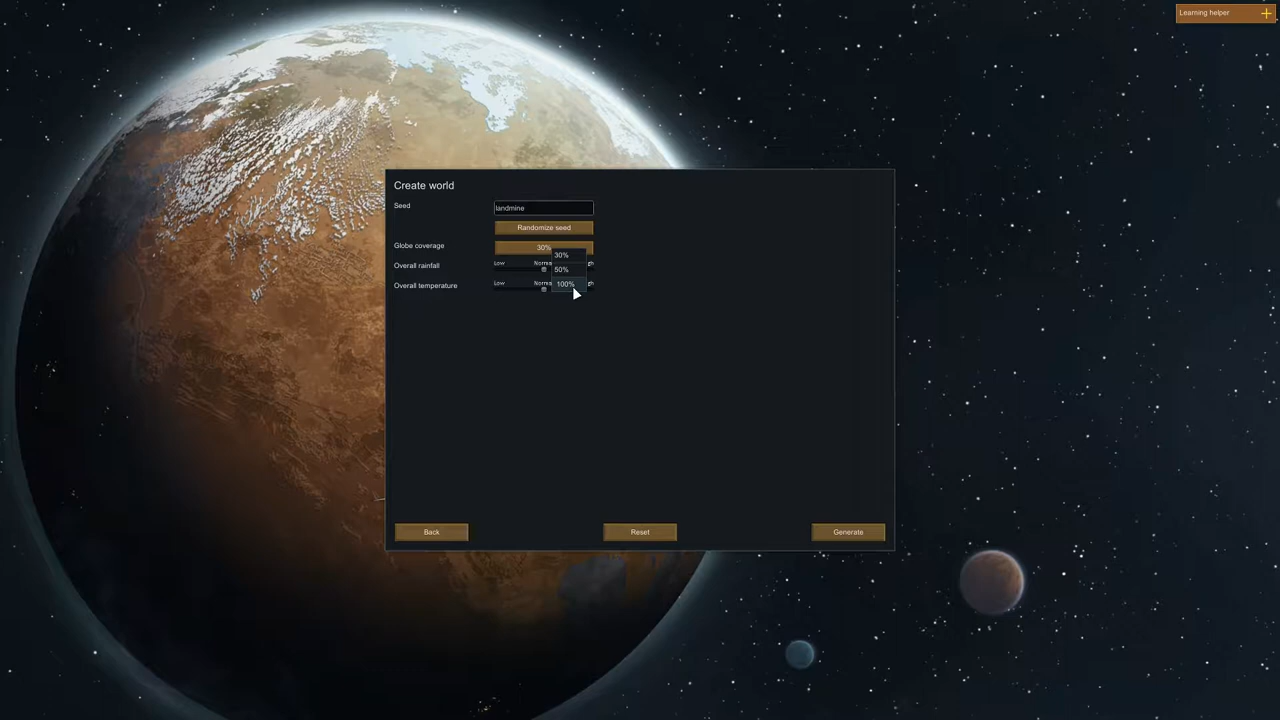 Learning helper
Create world
Seed
landmine
Randomize seed
Globe coverage
30%
30%
Overall rainfall
Low
50%
Overall temperature
Low
100%
Back
Reset
Generate